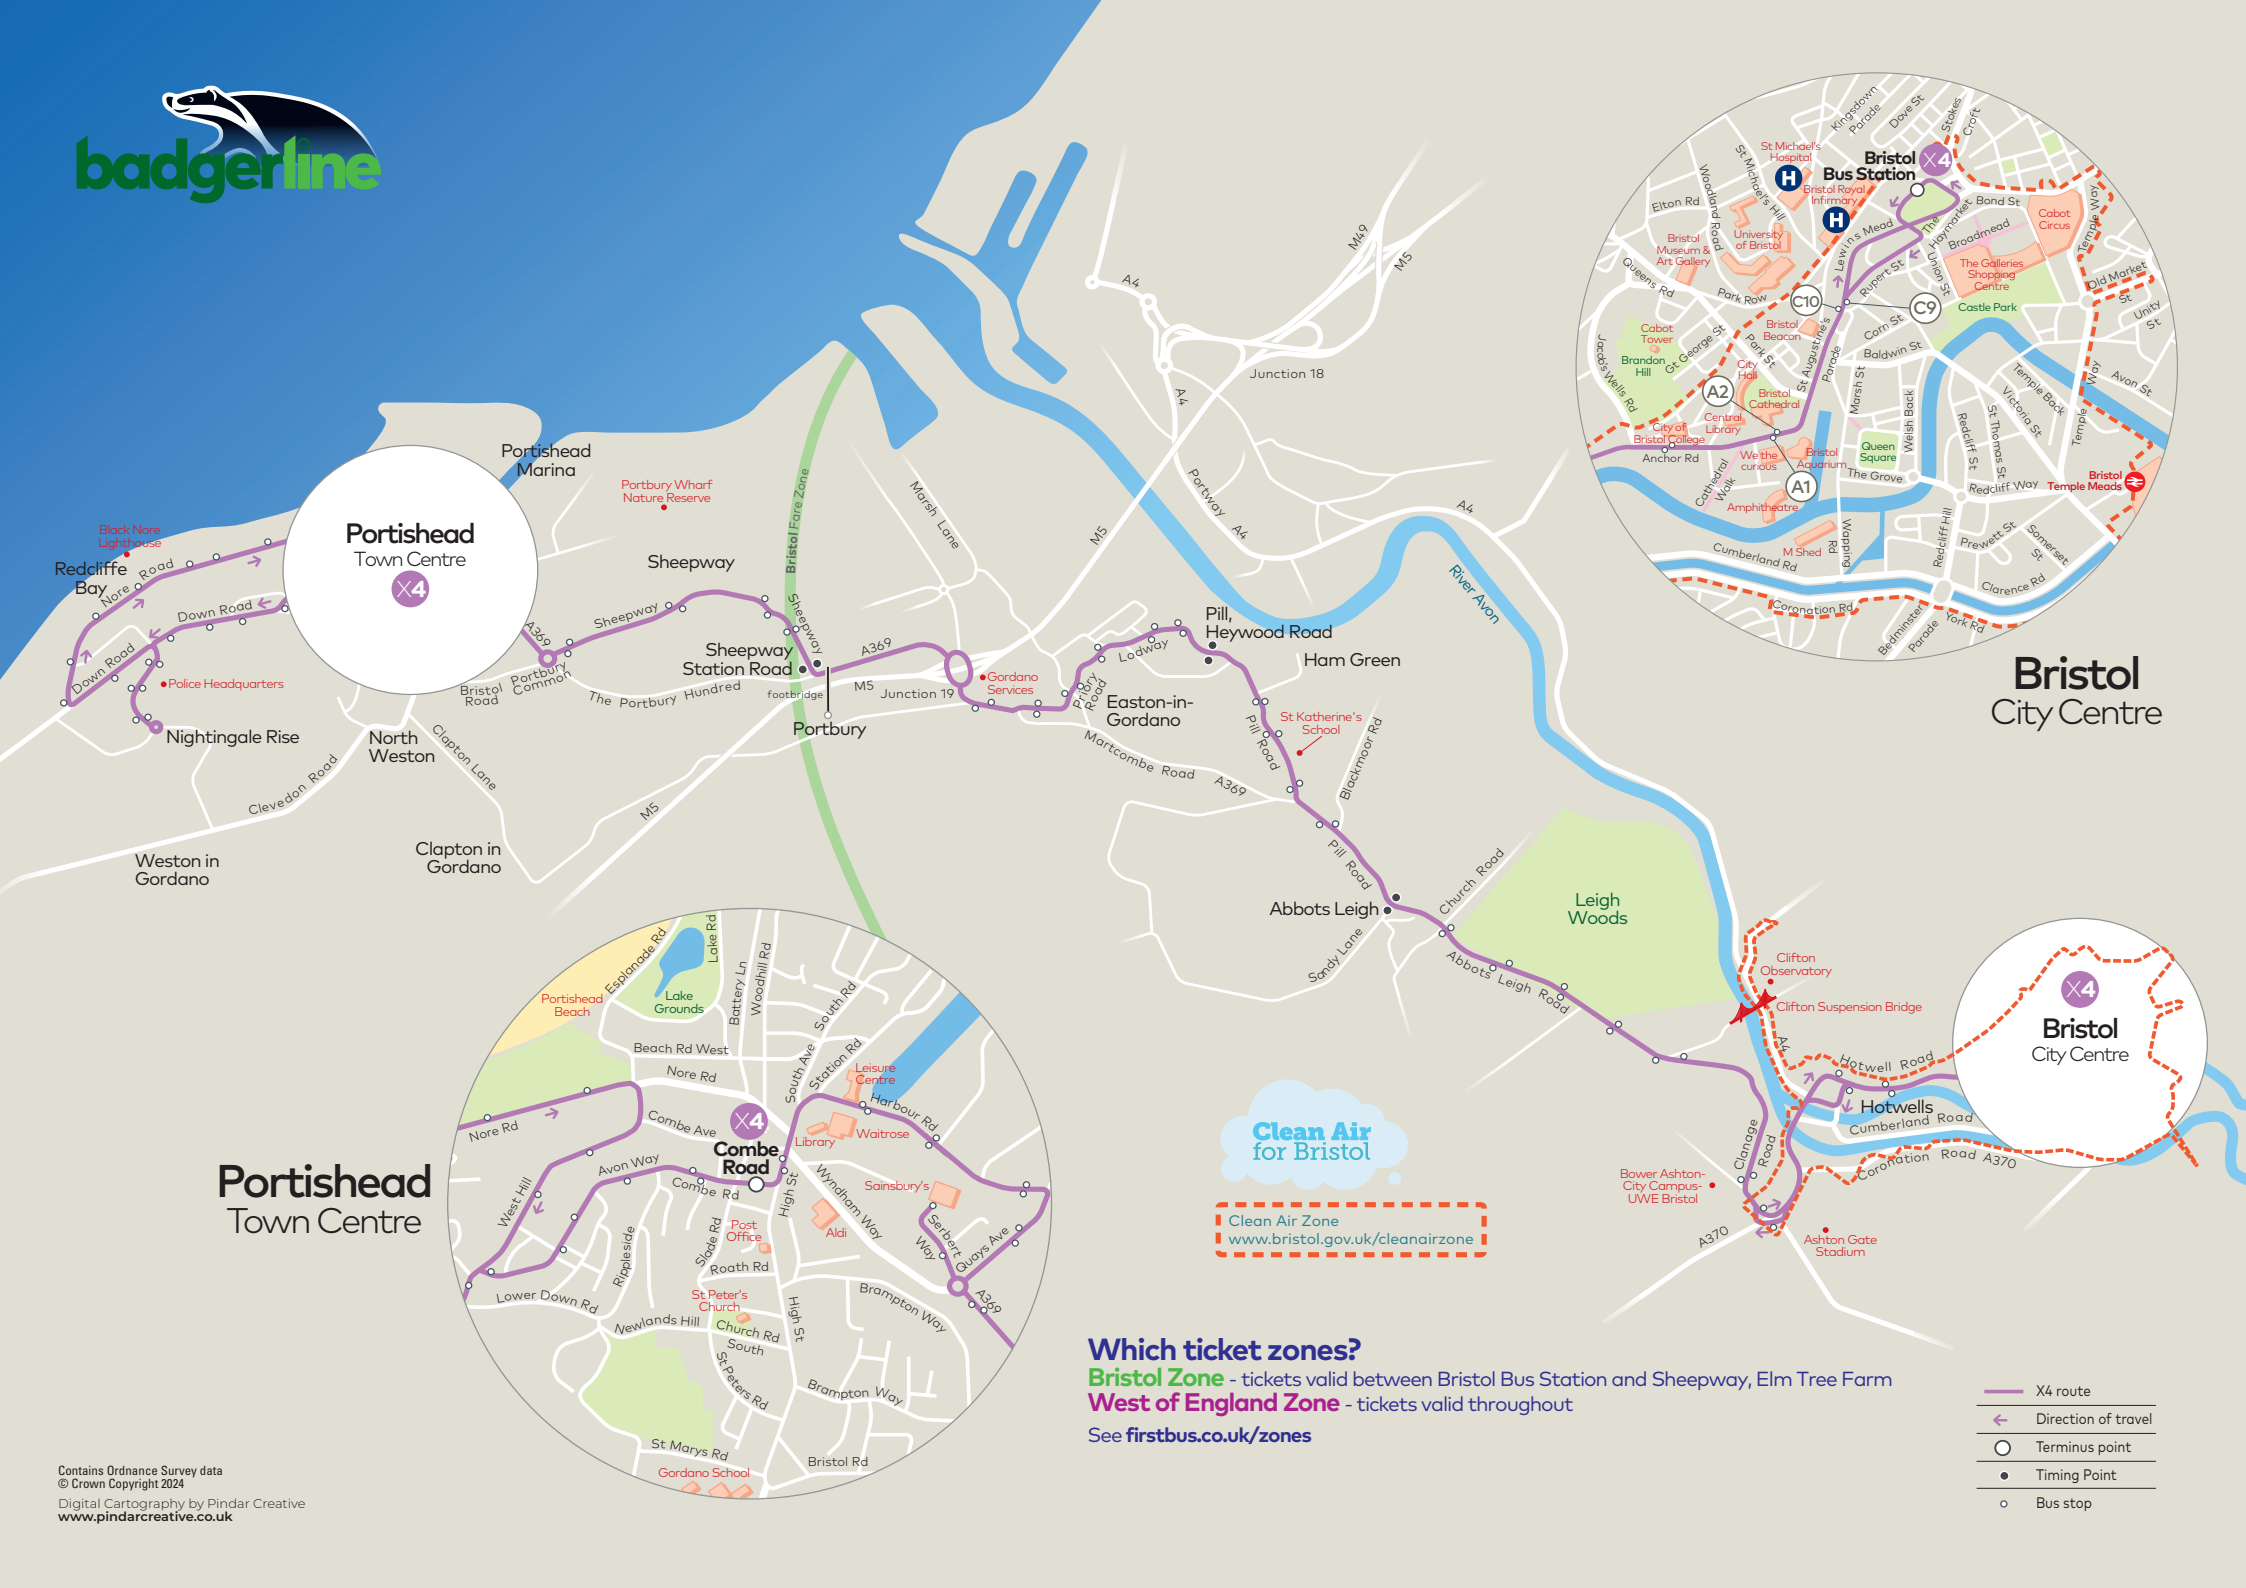 badgerline
Portishead
Town Centre
X4
Portishead
Marina
Portbury Wharf
Nature Reserve
Black Nore
Lighthouse
Redcliffe
Bay
Nore Road
Down Road
Down Road
Police Headquarters
Nightingale Rise
North
Weston
Clevedon Road
Clapton Lane
Weston in
Gordano
Clapton in
Gordano
M5
A369
Sheepway
Sheepway
Sheepway
Bristol Fare Zone
Portbury
Common
Bristol
Road
The Portbury Hundred
Sheepway
Station Road
footbridge
Portbury
A369
M5
Junction 19
Gordano
Services
Marsh Lane
M5
A4
A4
M49
M5
Junction 18
Portway
A4
A4
River Avon
Priory
Road
Lodway
Pill,
Heywood Road
Ham Green
Easton-in-
Gordano
Martcombe Road
A369
Pill Road
St Katherine's
School
Blackmoor Rd
Pill Road
Abbots Leigh
Sandy Lane
Church Road
Abbots Leigh Road
Leigh
Woods
Clifton
Observatory
Clifton Suspension Bridge
A4
Hotwell Road
Hotwells
Cumberland Road
Coronation Road A370
Clanage
Road
Bower Ashton-
City Campus-
UWE Bristol
A370
Ashton Gate
Stadium
X4
Bristol
City Centre
Kingsdown
Parade
Dove St
Stokes
Croft
St Michael's
Hospital
H
Bristol
Bus Station
X4
Bristol Royal
Infirmary
H
St Michael's Hill
Woodland Road
Elton Rd
University
of Bristol
Bristol
Museum &
Art Gallery
Queens Rd
Park Row
Lewins Mead
The
Haymarket
Bond St
Broadmead
Cabot
Circus
Temple Way
The Galleries
Shopping
Centre
Union St
Rupert St
Old Market
St
Unity
St
Castle Park
C10
C9
Cabot
Tower
Brandon
Hill
Gt George St
Park St
Bristol
Beacon
Corn St
Baldwin St
St Augustine's
Parade
Jacob's Wells Rd
City
Hall
A2
Bristol
Cathedral
Central
Library
City of
Bristol College
Anchor Rd
Marsh St
Welsh Back
Queen
Square
We the
curious
Bristol
Aquarium
Cathedral
Walk
A1
Amphitheatre
The Grove
Redcliff St
St Thomas St
Victoria St
Temple Back
Temple
Way
Avon St
Redcliff Way
Bristol
Temple Meads
M Shed
Wapping
Rd
Cumberland Rd
Redcliff Hill
Prewett St
Somerset
St
Clarence Rd
Coronation Rd
Bedminster
Parade
York Rd
Bristol
City Centre
Portishead
Town Centre
Esplanade Rd
Lake Rd
Portishead
Beach
Lake
Grounds
Battery Ln
Woodhill Rd
South Rd
Beach Rd West
Nore Rd
South Ave
Station Rd
Leisure
Centre
Nore Rd
Combe Ave
X4
Combe
Road
Library
Waitrose
Harbour Rd
Avon Way
Combe Rd
West Hill
High St
Wyndham Way
Sainsbury's
Aldi
Serbert
Way
Quays Ave
A369
Rippleside
Slade Rd
Post
Office
Roath Rd
Lower Down Rd
St Peter's
Church
Newlands Hill
Church Rd
South
High St
Brampton Way
St Peters Rd
Brampton Way
St Marys Rd
Bristol Rd
Gordano School
Clean Air
for Bristol
Clean Air Zone
www.bristol.gov.uk/cleanairzone
Which ticket zones?
Bristol Zone - tickets valid between Bristol Bus Station and Sheepway, Elm Tree Farm
West of England Zone - tickets valid throughout
See firstbus.co.uk/zones
X4 route
Direction of travel
Terminus point
Timing Point
Bus stop
Contains Ordnance Survey data
© Crown Copyright 2024
Digital Cartography by Pindar Creative
www.pindarcreative.co.uk